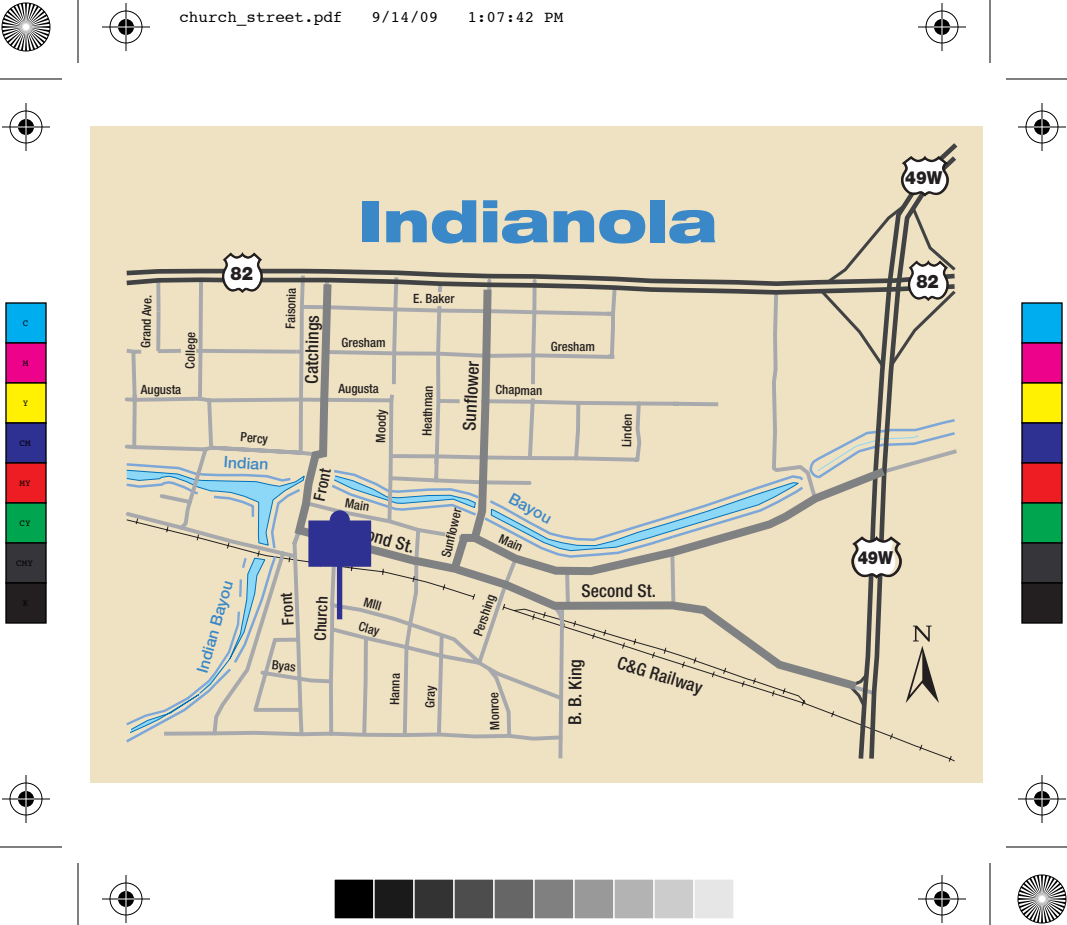 church_street.pdf 9/14/09 1:07:42 PM
49W
Indianola
82
82
Grand Ave.
College
Faisonia
Catchings
E. Baker
Gresham
Gresham
Augusta
Augusta
Chapman
Moody
Heathman
Sunflower
Linden
Percy
Indian
Front
Main
Bayou
Sunflower
Main
ond St.
49W
Indian Bayou
Front
Church
Mill
Clay
Pershing
Second St.
N
Byas
Hanna
Gray
Monroe
B. B. King
C&G Railway
C
M
Y
CM
MY
CY
CMY
K